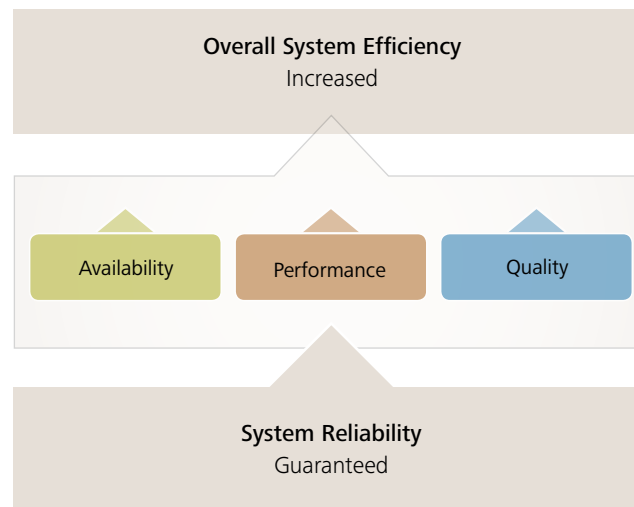 Overall System Efficiency
Increased
Availability
Performance
Quality
System Reliability
Guaranteed